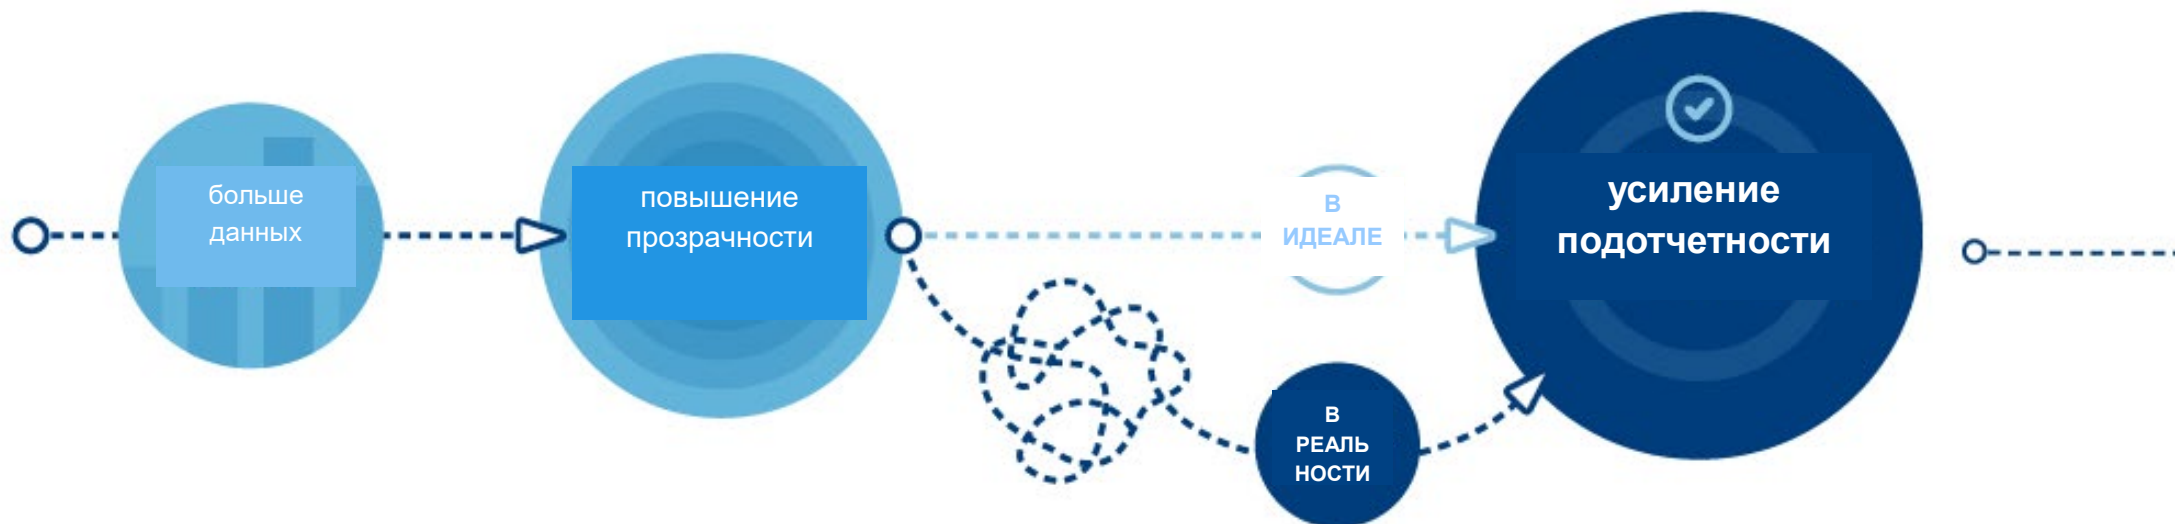 больше
данных
повышение
прозрачности
В
ИДЕАЛЕ
В
РЕАЛЬ
НОСТИ
усиление
подотчетности